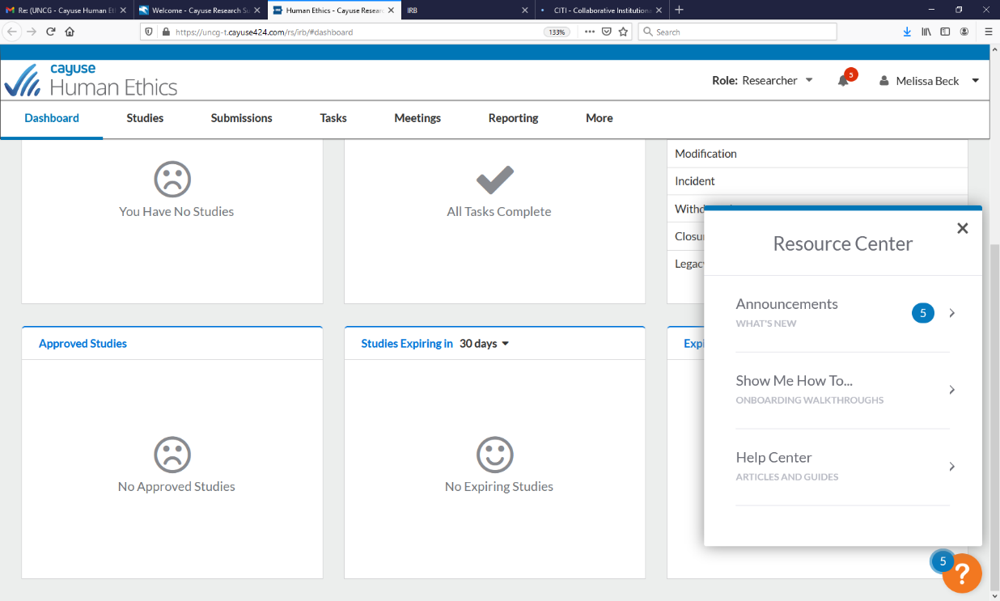 Re: (UNCG - Cayuse Human Et
Welcome - Cayuse Research Su
Human Ethics - Cayuse Resear
IRB
CITI - Collaborative Institutiona
https://uncg-t.cayuse424.com/rs/irb/#dashboard
133%
Search
cayuse
Human Ethics
Role: Researcher
5
Melissa Beck
Dashboard
Studies
Submissions
Tasks
Meetings
Reporting
More
You Have No Studies
All Tasks Complete
Modification
Incident
Withd
Closu
Legac
Approved Studies
No Approved Studies
Studies Expiring in 30 days
No Expiring Studies
Expi
Resource Center
Announcements
WHAT'S NEW
5
Show Me How To...
ONBOARDING WALKTHROUGHS
Help Center
ARTICLES AND GUIDES
5
?